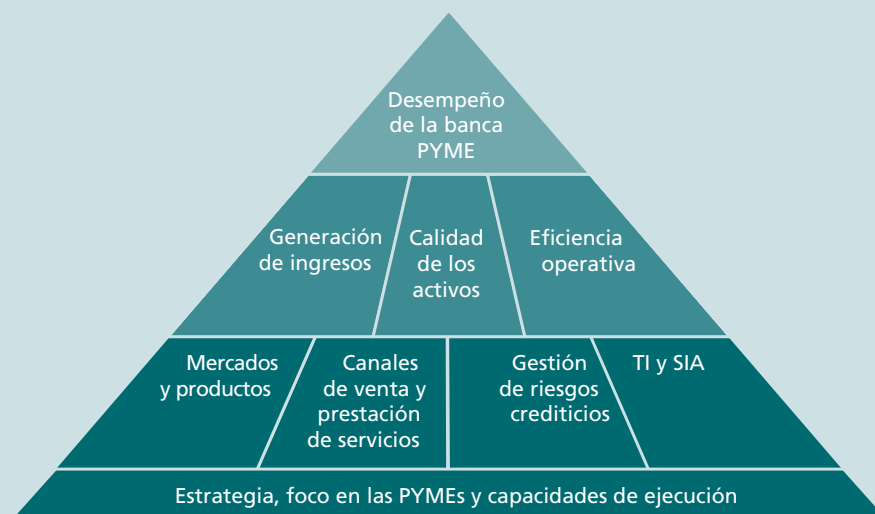 Desempeño
de la banca
PYME
Generación
de ingresos
Calidad
de los
activos
Eficiencia
operativa
Mercados
y productos
Canales
de venta y
prestación
de servicios
Gestión
de riesgos
crediticios
TI y SIA
Estrategia, foco en las PYMEs y capacidades de ejecución